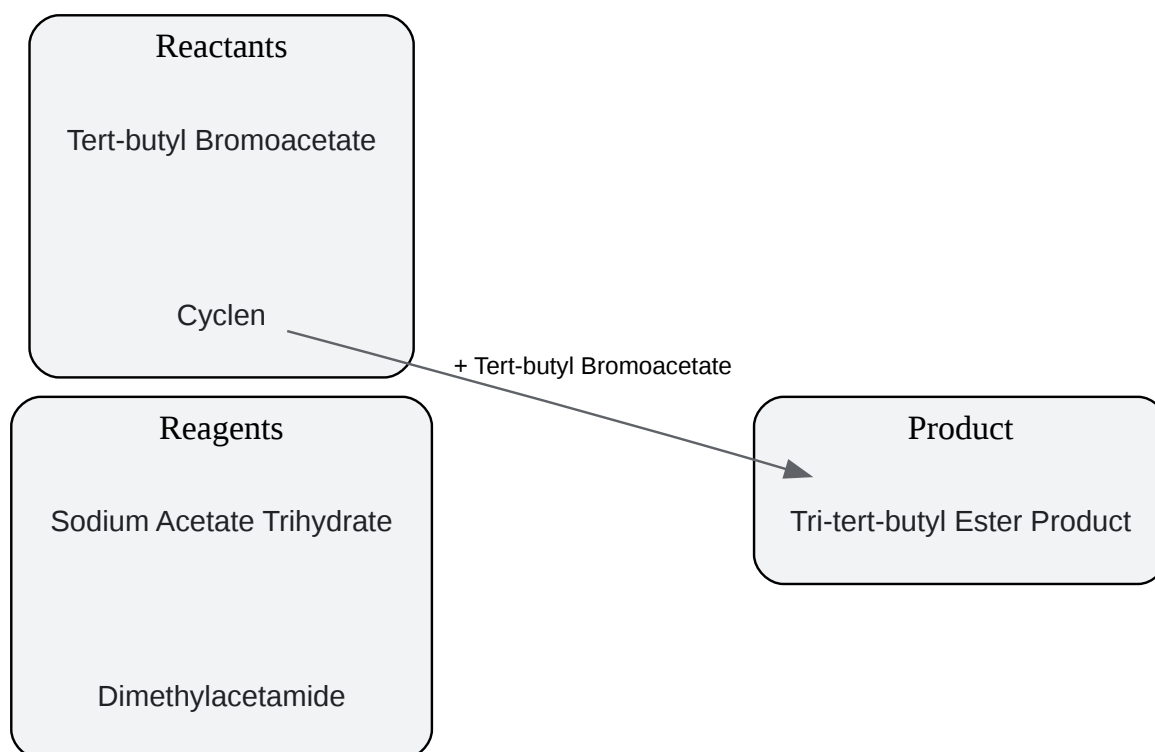 Reactants
Tert-butyl Bromoacetate
Cyclen
+ Tert-butyl Bromoacetate
Reagents
Sodium Acetate Trihydrate
Dimethylacetamide
Product
Tri-tert-butyl Ester Product